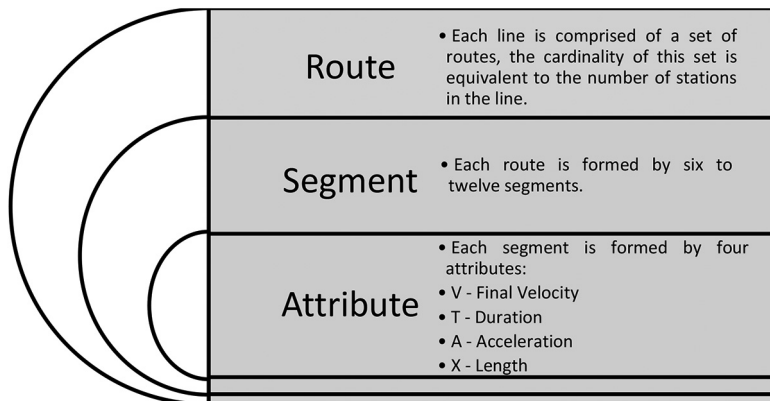 Route
• Each line is comprised of a set of
routes, the cardinality of this set is
equivalent to the number of stations
in the line.
Segment
• Each route is formed by six to
twelve segments.
Attribute
• Each segment is formed by four
attributes:
• V - Final Velocity
• T - Duration
• A - Acceleration
• X - Length